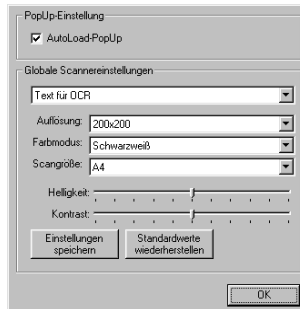 PopUp-Einstellung
AutoLoad-PopUp
Globale Scannereinstellungen
Text für OCR
Auflösung: 200x200
Farbmodus: Schwarzweiß
Scangröße: A4
Helligkeit:
Kontrast:
Einstellungen speichern
Standardwerte wiederherstellen
OK